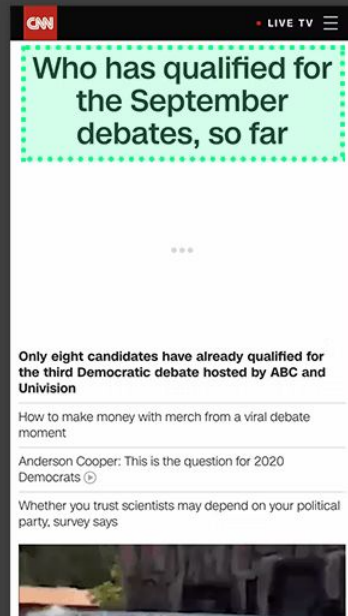 CNN
LIVE TV
Who has qualified for
the September
debates, so far
Only eight candidates have already qualified for
the third Democratic debate hosted by ABC and
Univision
How to make money with merch from a viral debate
moment
Anderson Cooper: This is the question for 2020
Democrats
Whether you trust scientists may depend on your political
party, survey says